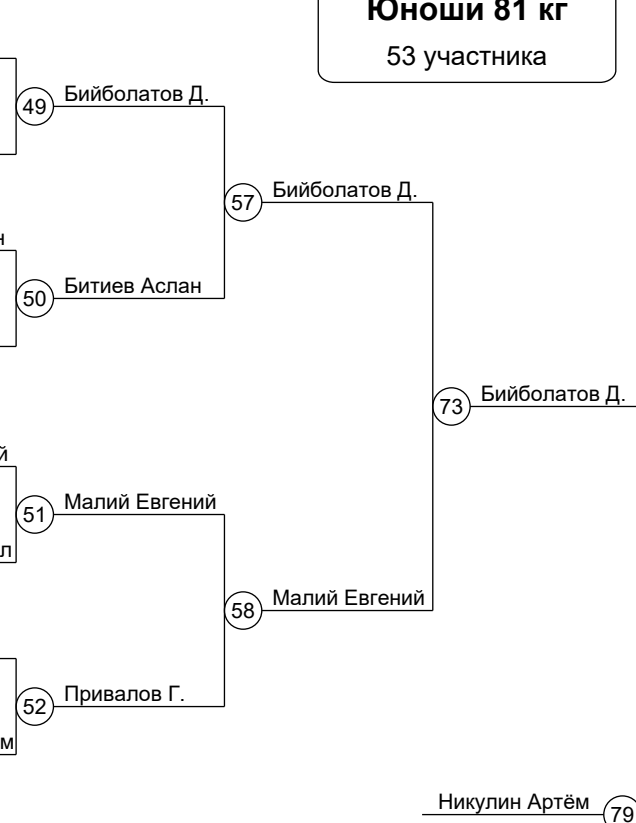 Юноши 81 кг
53 участника
49 Бийболатов Д.
57 Бийболатов Д.
н
50 Битиев Аслан
73 Бийболатов Д.
й
51 Малий Евгений
л
58 Малий Евгений
52 Привалов Г.
м
Никулин Артём 79